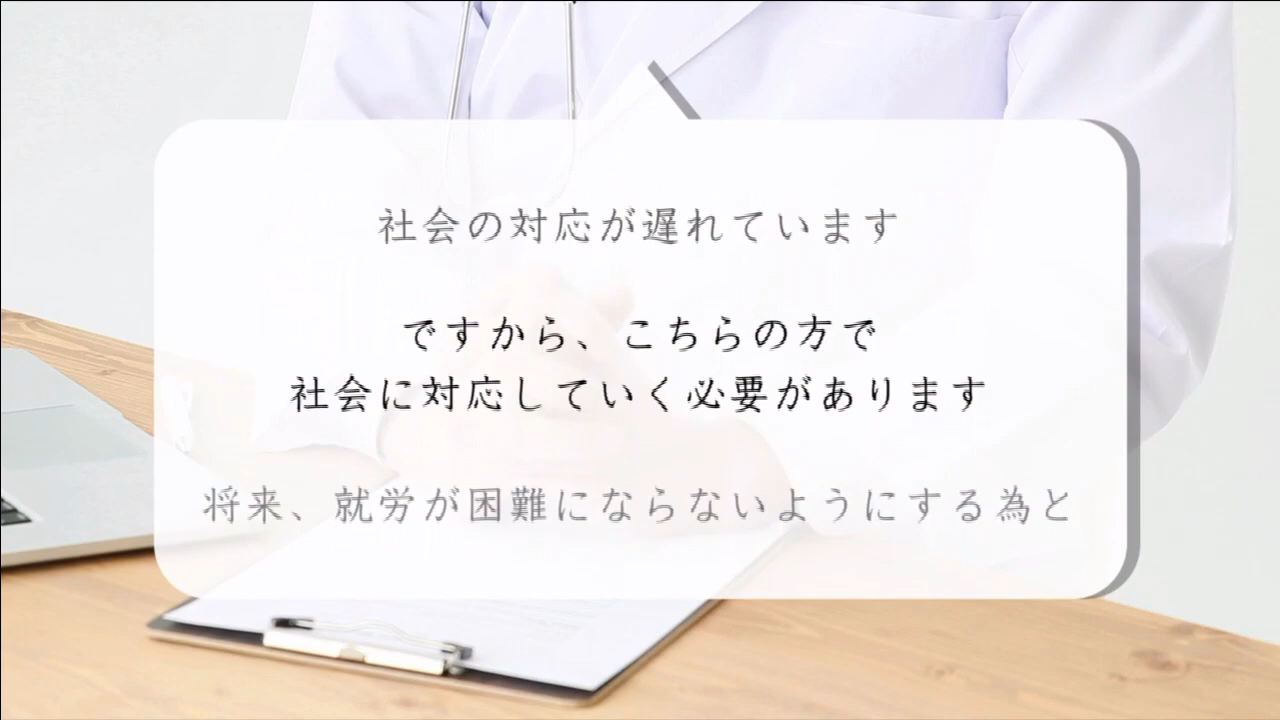 社会の対応が遅れています
ですから、こちらの方で
社会に対応していく必要があります
将来、就労が困難にならないようにする為と